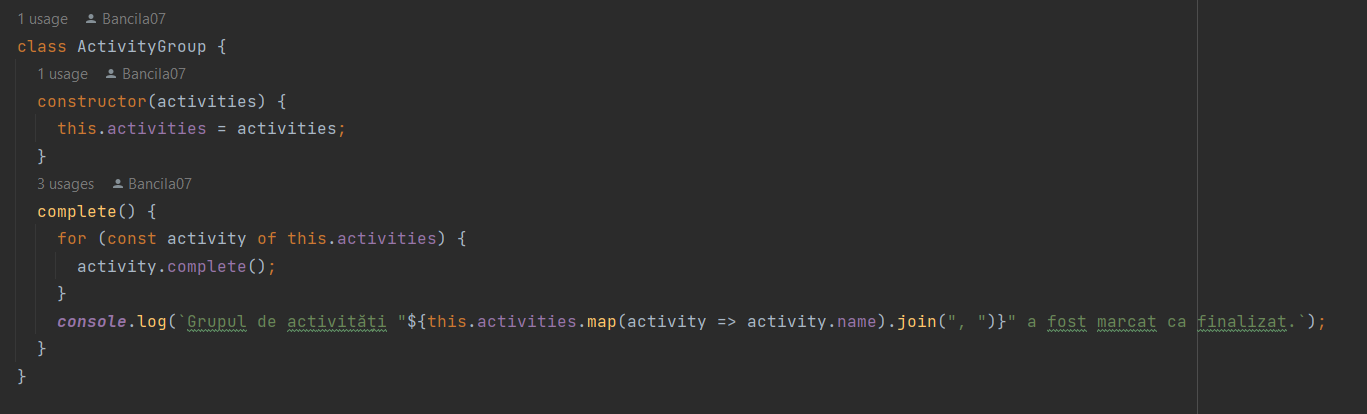 1 usage Bancila07
class ActivityGroup {
1 usage Bancila07
constructor(activities) {
this.activities = activities;
}
3 usages Bancila07
complete() {
for (const activity of this.activities) {
activity.complete();
}
console.log(`Grupul de activități "${this.activities.map(activity => activity.name).join(", ")}" a fost marcat ca finalizat.`);
}
}